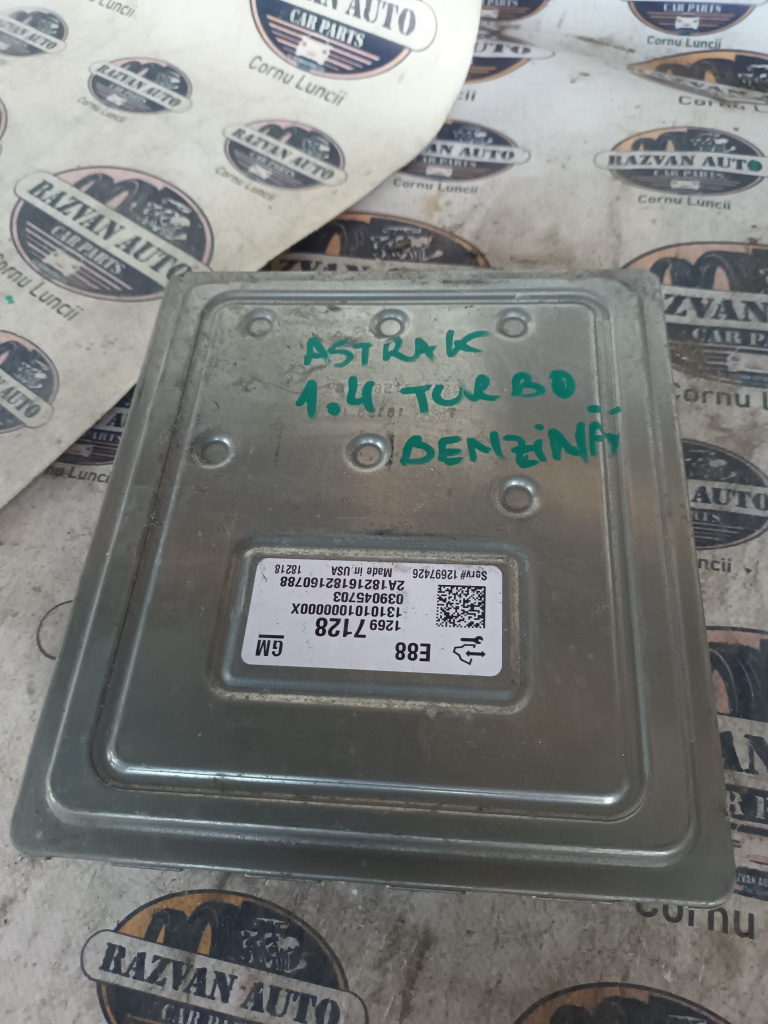 RAZVAN AUTO
CAR PARTS
Cornu Luncii
ASTRA K
1.4 TURBO
BENZINĂ
E88
GM
1269
7128
13101010000000X
039045703
2A18216182160788
Serv# 12697426
Made in USA
18218